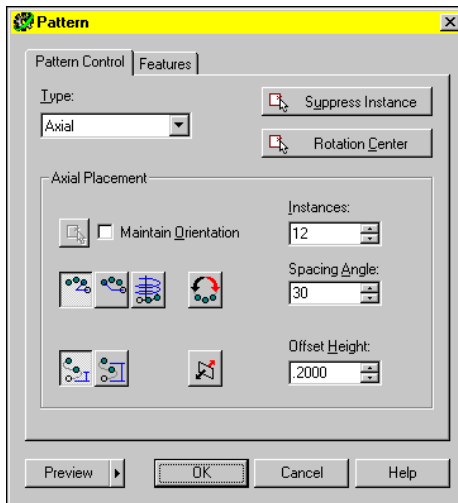 Pattern
Pattern Control Features
Type:
Axial
Suppress Instance
Rotation Center
Axial Placement
Maintain Orientation
Instances:
12
Spacing Angle:
30
Offset Height:
.2000
Preview OK Cancel Help